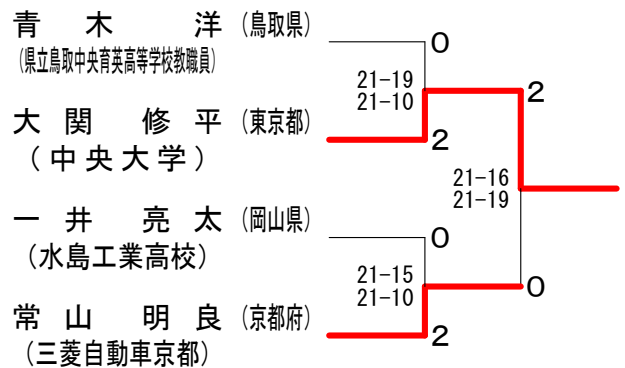 青木 洋 (鳥取県)
(県立鳥取中央育英高等学校教職員)
0
21-19
21-10
2
大関 修平 (東京都)
(中央大学)
2
21-16
21-19
一井 亮太 (岡山県)
(水島工業高校)
0
21-15
21-10
0
常山 明良 (京都府)
(三菱自動車京都)
2